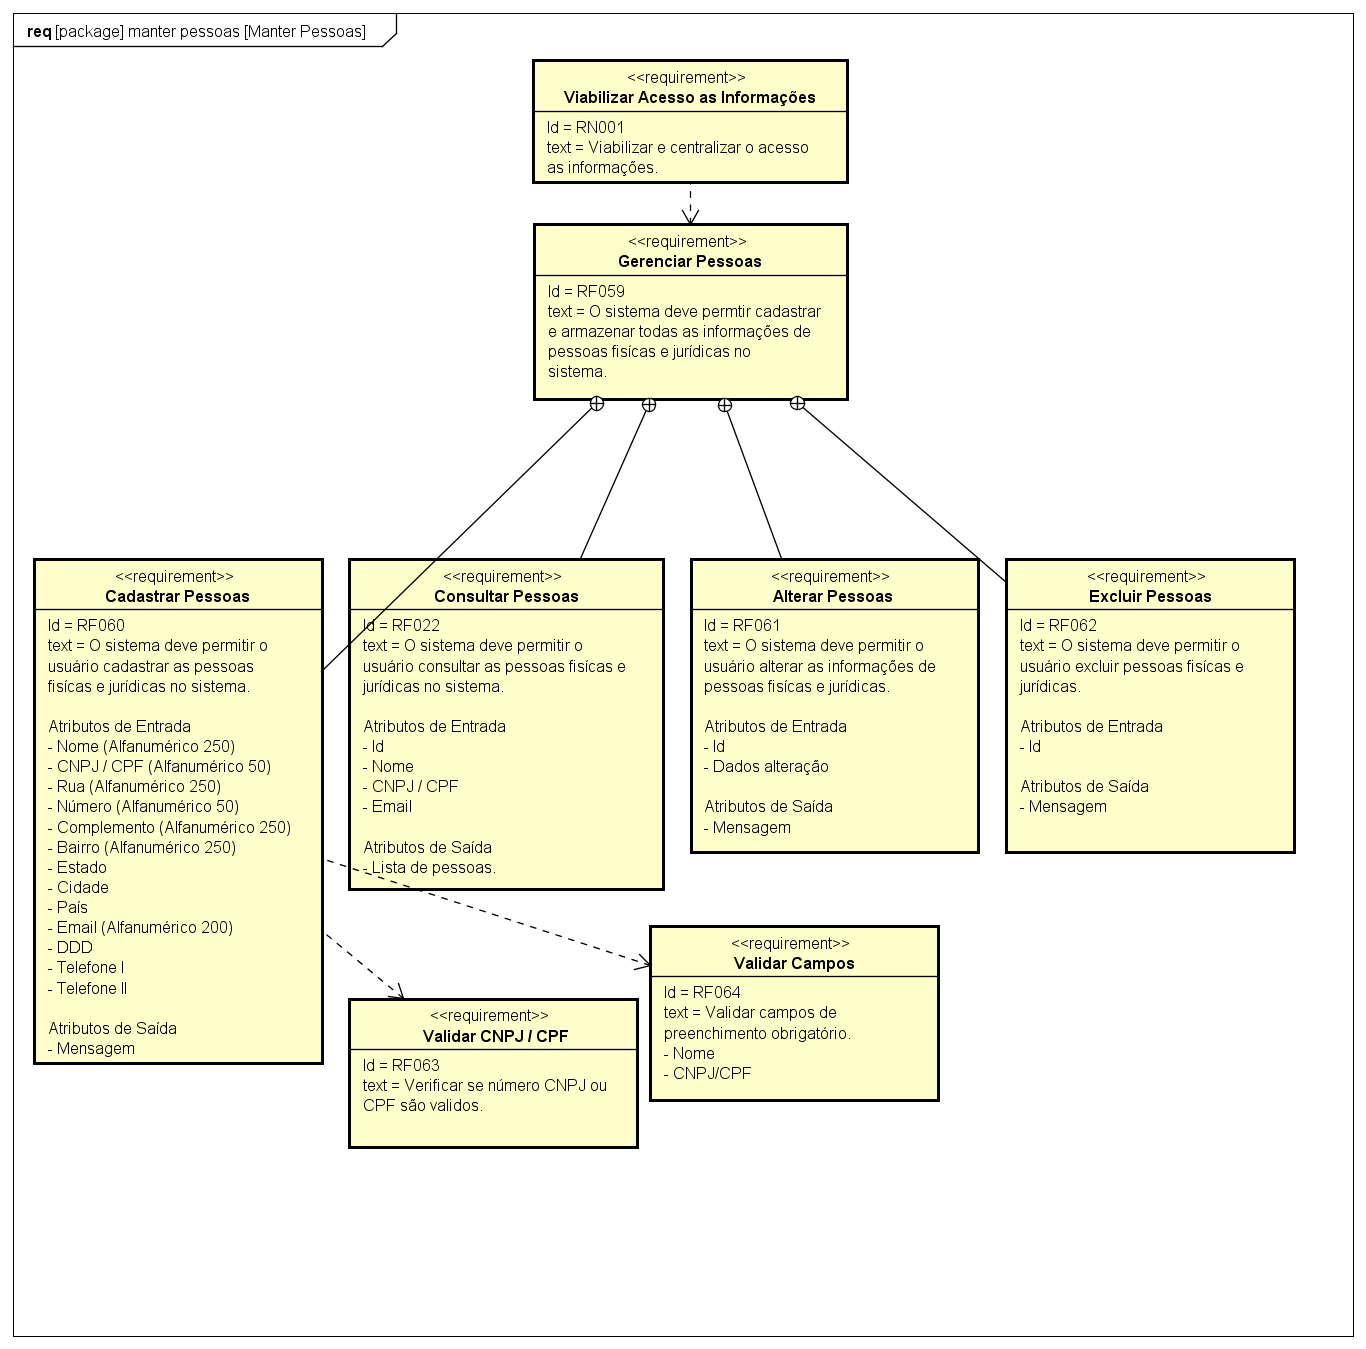 req [package] manter pessoas [Manter Pessoas]
<<requirement>>
Viabilizar Acesso as Informações
Id = RN001
text = Viabilizar e centralizar o acesso
as informações.
<<requirement>>
Gerenciar Pessoas
Id = RF059
text = O sistema deve permtir cadastrar
e armazenar todas as informações de
pessoas fisícas e jurídicas no
sistema.
<<requirement>>
Cadastrar Pessoas
Id = RF060
text = O sistema deve permitir o
usuário cadastrar as pessoas
fisícas e jurídicas no sistema.
Atributos de Entrada
- Nome (Alfanumérico 250)
- CNPJ / CPF (Alfanumérico 50)
- Rua (Alfanumérico 250)
- Número (Alfanumérico 50)
- Complemento (Alfanumérico 250)
- Bairro (Alfanumérico 250)
- Estado
- Cidade
- País
- Email (Alfanumérico 200)
- DDD
- Telefone I
- Telefone II
Atributos de Saída
- Mensagem
<<requirement>>
Consultar Pessoas
Id = RF022
text = O sistema deve permitir o
usuário consultar as pessoas fisícas e
jurídicas no sistema.
Atributos de Entrada
- Id
- Nome
- CNPJ / CPF
- Email
Atributos de Saída
- Lista de pessoas.
<<requirement>>
Alterar Pessoas
Id = RF061
text = O sistema deve permitir o
usuário alterar as informações de
pessoas fisícas e jurídicas.
Atributos de Entrada
- Id
- Dados alteração
Atributos de Saída
- Mensagem
<<requirement>>
Excluir Pessoas
Id = RF062
text = O sistema deve permitir o
usuário excluir pessoas fisícas e
jurídicas.
Atributos de Entrada
- Id
Atributos de Saída
- Mensagem
<<requirement>>
Validar CNPJ / CPF
Id = RF063
text = Verificar se número CNPJ ou
CPF são validos.
<<requirement>>
Validar Campos
Id = RF064
text = Validar campos de
preenchimento obrigatório.
- Nome
- CNPJ/CPF